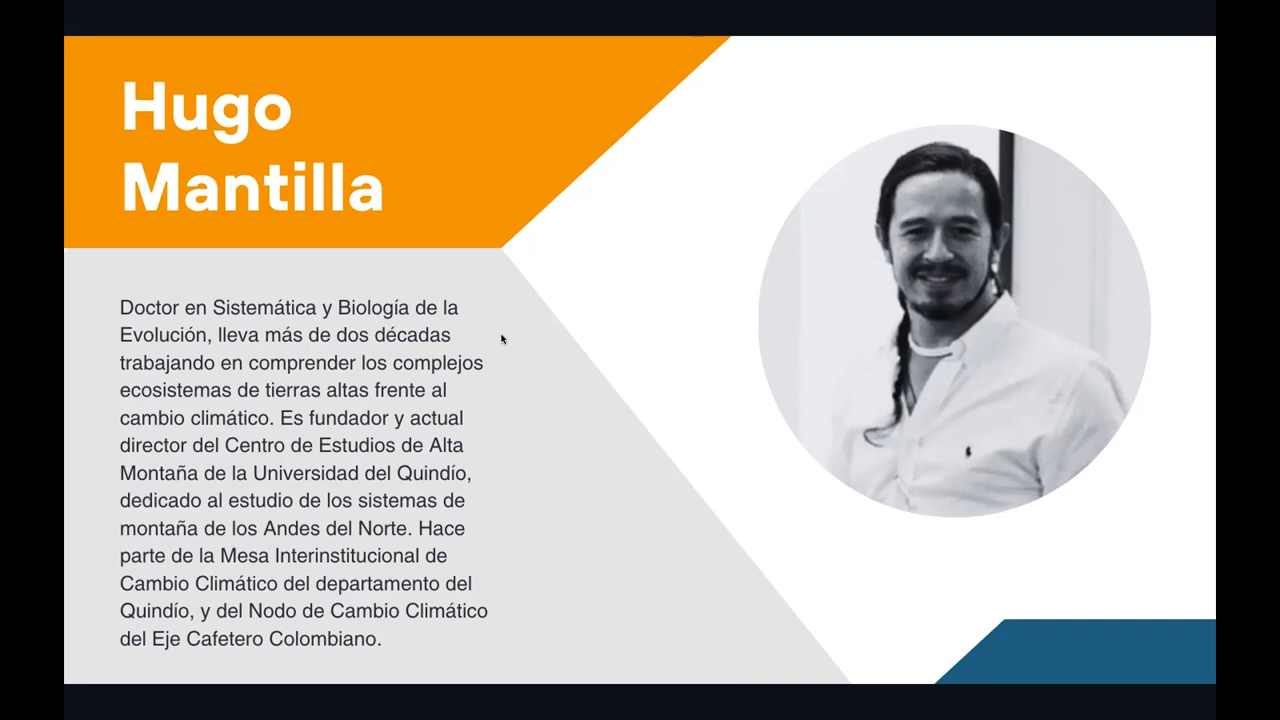 Hugo
Mantilla
Doctor en Sistemática y Biología de la
Evolución, lleva más de dos décadas
trabajando en comprender los complejos
ecosistemas de tierras altas frente al
cambio climático. Es fundador y actual
director del Centro de Estudios de Alta
Montaña de la Universidad del Quindío,
dedicado al estudio de los sistemas de
montaña de los Andes del Norte. Hace
parte de la Mesa Interinstitucional de
Cambio Climático del departamento del
Quindío, y del Nodo de Cambio Climático
del Eje Cafetero Colombiano.